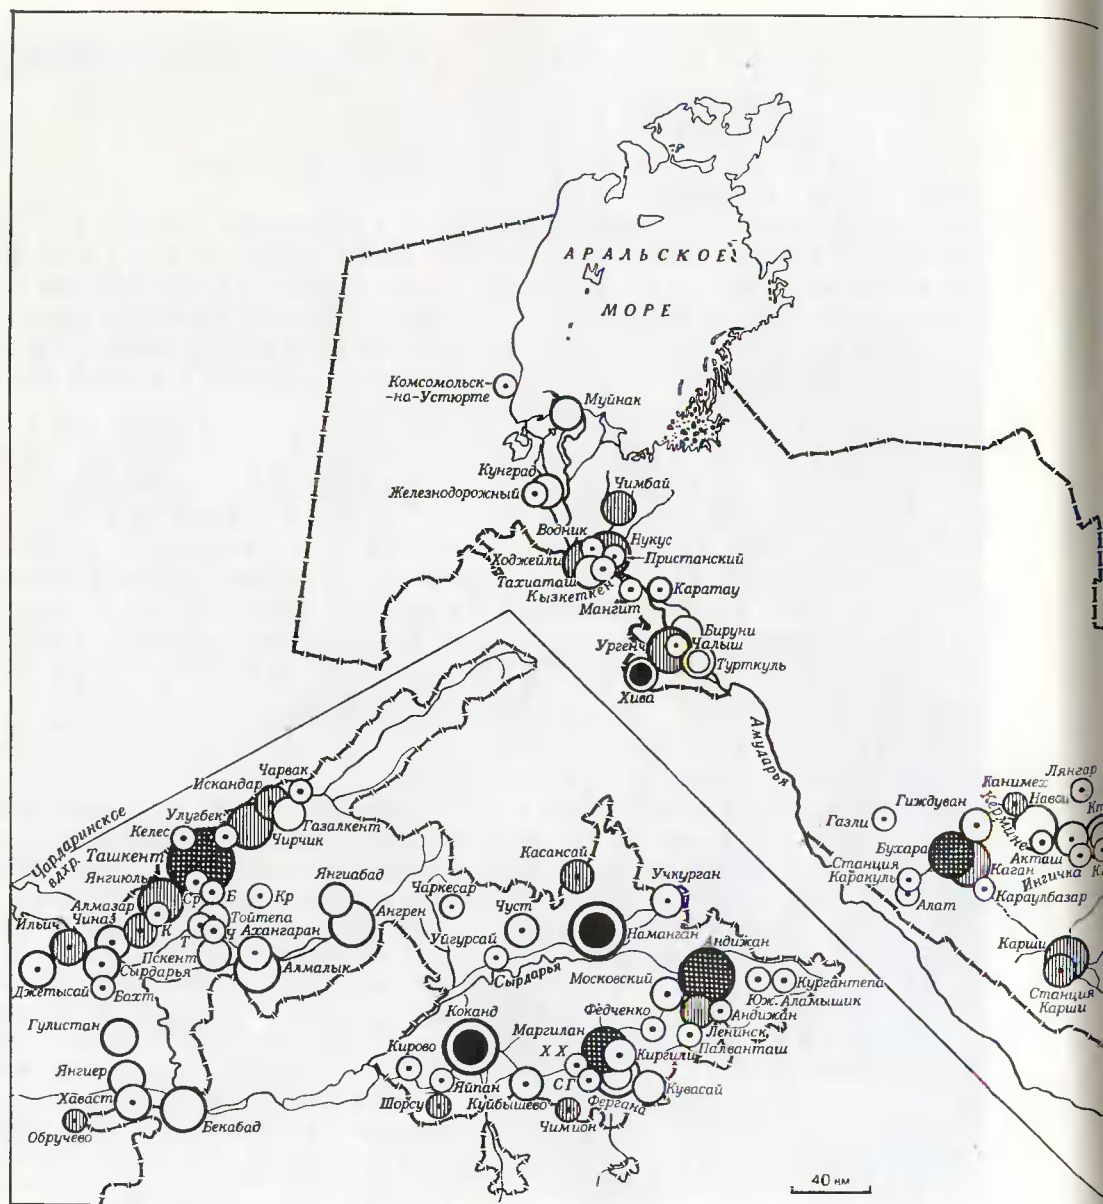 АРАЛЬСКОЕ
МОРЕ
Комсомольск-
-на-Устюрте
Муйнак
Кунград
Железнодорожный
Чимбай
Водник
Нукус
Ходжейли
Пристанский
Тахиаташ
Кызкеткен
Мангит
Каратау
Бируни
Ургенч
Чалыш
Турткуль
Хива
Амударья
Чарвак
Искандар
Улугбек
Газалкент
Келес
Чирчик
Чардаринское
вдхр.
Ташкент
Янгиюль
Ср
Б
Кр
Янгиабад
Алмазар
Чиназ
К
Тойтепа
Ильич
Т
Ч
Ахангаран
Ангрен
Пскент
Сырдарья
Алмалык
Джетысай
Бахт
Гулистан
Янгиер
Хаваст
Обручево
Бекабад
Касансай
Чаркесар
Учкурган
Чуст
Уйгурсай
Наманган
Сырдарья
Андижан
Московский
Кургантепа
Юж. Аламышик
Коканд
Федченко
Андижан
Маргилан
Ленинск
Палванташ
Кирово
Х Х
Киргили
Яйпан
СГ
Шорсу
Куйбышево
Фергана
Кувасай
Чимион
Газли
Гиждуван
Канимех
Лянгар
Навои
Кермине
Бухара
Акташ
Станция
Каракуль
Каган
Ингичка
Алат
Караулбазар
Карши
Станция
Карши
40 км